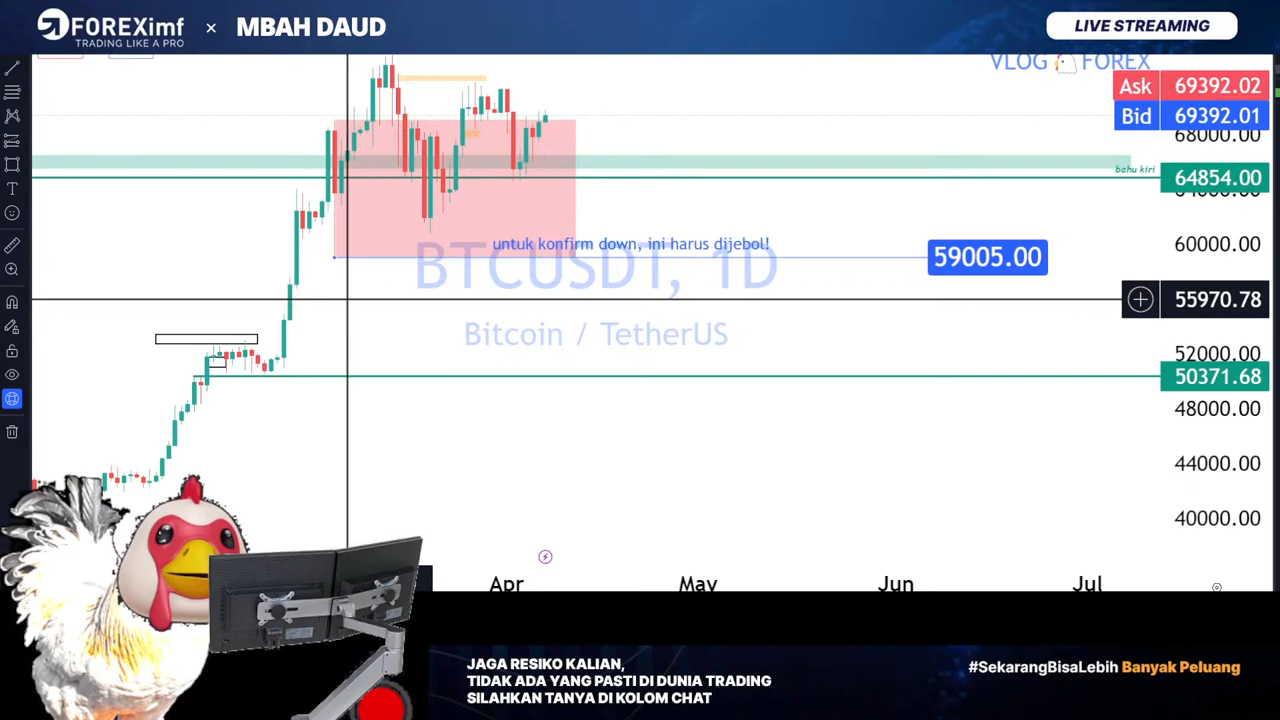 FOREXimf
TRADING LIKE A PRO
×
MBAH DAUD
LIVE STREAMING
VLOG FOREX
Ask 69392.02
Bid 69392.01
68000.00
bahu kiri
64854.00
untuk konfirm down, ini harus dijebol!
60000.00
59005.00
BTCUSDT, 1D
55970.78
Bitcoin / TetherUS
52000.00
50371.68
48000.00
44000.00
40000.00
Apr May Jun Jul
JAGA RESIKO KALIAN,
TIDAK ADA YANG PASTI DI DUNIA TRADING
SILAHKAN TANYA DI KOLOM CHAT
#SekarangBisaLebih Banyak Peluang